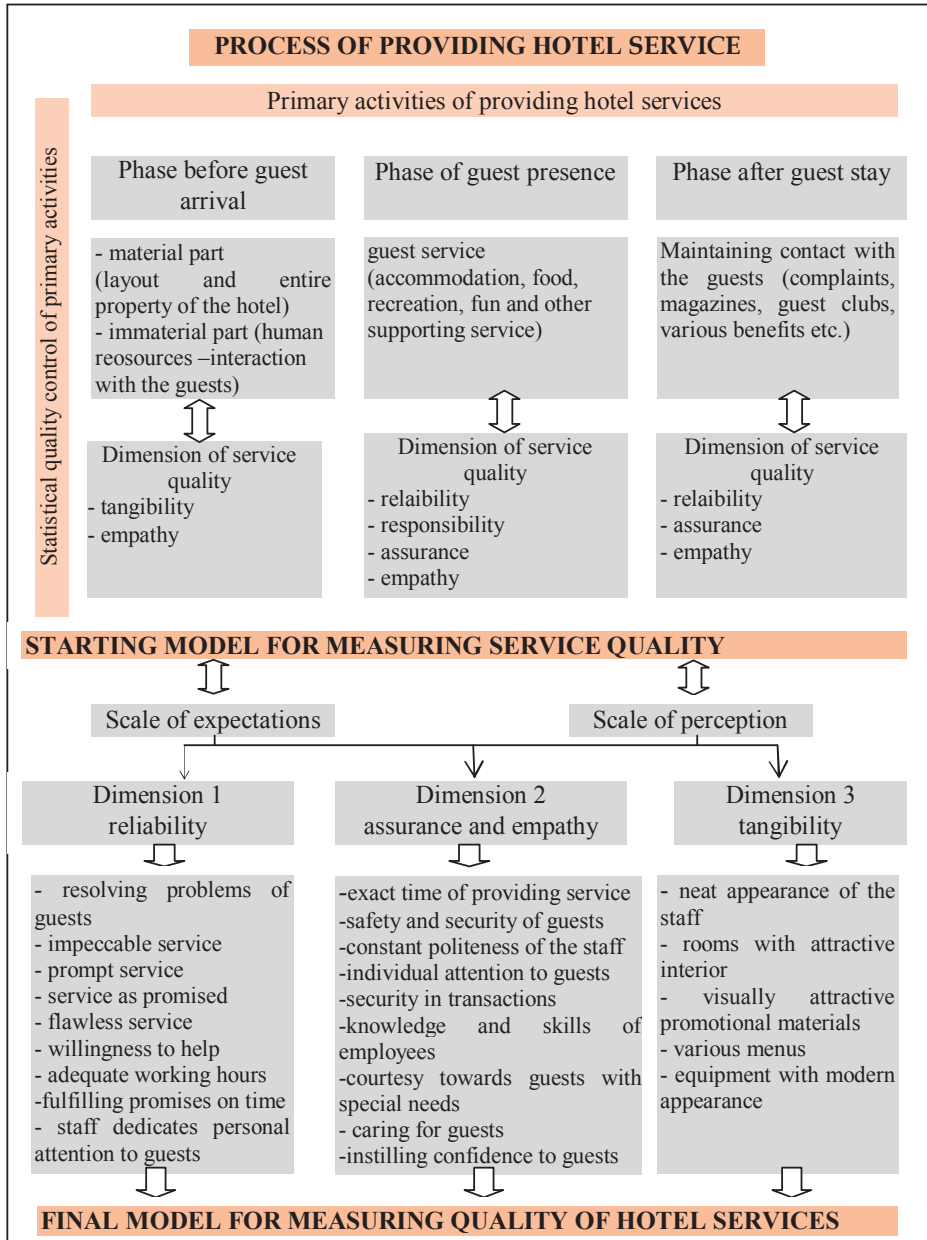 PROCESS OF PROVIDING HOTEL SERVICE
Primary activities of providing hotel services
Statistical quality control of primary activities
Phase before guest
arrival
- material part
(layout and entire
property of the hotel)
- immaterial part (human
reosources –interaction
with the guests)
Dimension of service
quality
- tangibility
- empathy
Phase of guest presence
guest service
(accommodation, food,
recreation, fun and other
supporting service)
Dimension of service
quality
- relaibility
- responsibility
- assurance
- empathy
Phase after guest stay
Maintaining contact with
the guests (complaints,
magazines, guest clubs,
various benefits etc.)
Dimension of service
quality
- relaibility
- assurance
- empathy
STARTING MODEL FOR MEASURING SERVICE QUALITY
Scale of expectations
Scale of perception
Dimension 1
reliability
- resolving problems of
guests
- impeccable service
- prompt service
- service as promised
- flawless service
- willingness to help
- adequate working hours
-fulfilling promises on time
- staff dedicates personal
attention to guests
Dimension 2
assurance and empathy
-exact time of providing service
-safety and security of guests
-constant politeness of the staff
-individual attention to guests
-security in transactions
-knowledge and skills of
employees
-courtesy towards guests with
special needs
- caring for guests
-instilling confidence to guests
Dimension 3
tangibility
- neat appearance of the
staff
- rooms with attractive
interior
- visually attractive
promotional materials
- various menus
- equipment with modern
appearance
FINAL MODEL FOR MEASURING QUALITY OF HOTEL SERVICES